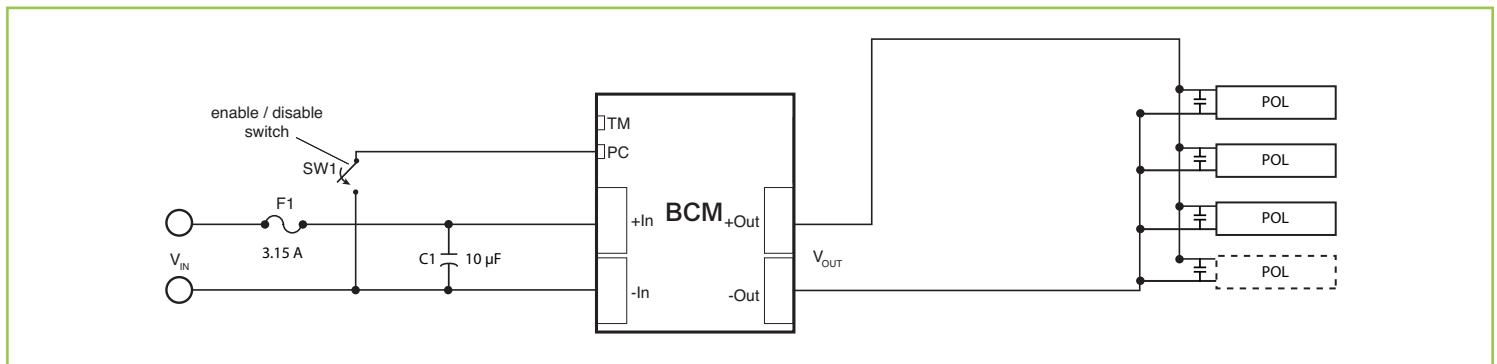 enable / disable
switch
SW1
F1
3.15 A
V_IN
C1
10 µF
TM
PC
+In
-In
BCM
+Out
-Out
V_OUT
POL
POL
POL
POL